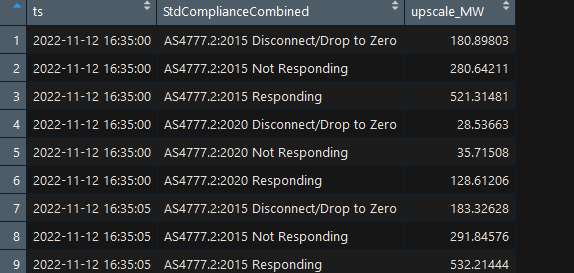 ts StdComplianceCombined upscale_MW
1 2022-11-12 16:35:00 AS4777.2:2015 Disconnect/Drop to Zero 180.89803
2 2022-11-12 16:35:00 AS4777.2:2015 Not Responding 280.64211
3 2022-11-12 16:35:00 AS4777.2:2015 Responding 521.31481
4 2022-11-12 16:35:00 AS4777.2:2020 Disconnect/Drop to Zero 28.53663
5 2022-11-12 16:35:00 AS4777.2:2020 Not Responding 35.71508
6 2022-11-12 16:35:00 AS4777.2:2020 Responding 128.61206
7 2022-11-12 16:35:05 AS4777.2:2015 Disconnect/Drop to Zero 183.32628
8 2022-11-12 16:35:05 AS4777.2:2015 Not Responding 291.84576
9 2022-11-12 16:35:05 AS4777.2:2015 Responding 532.21444